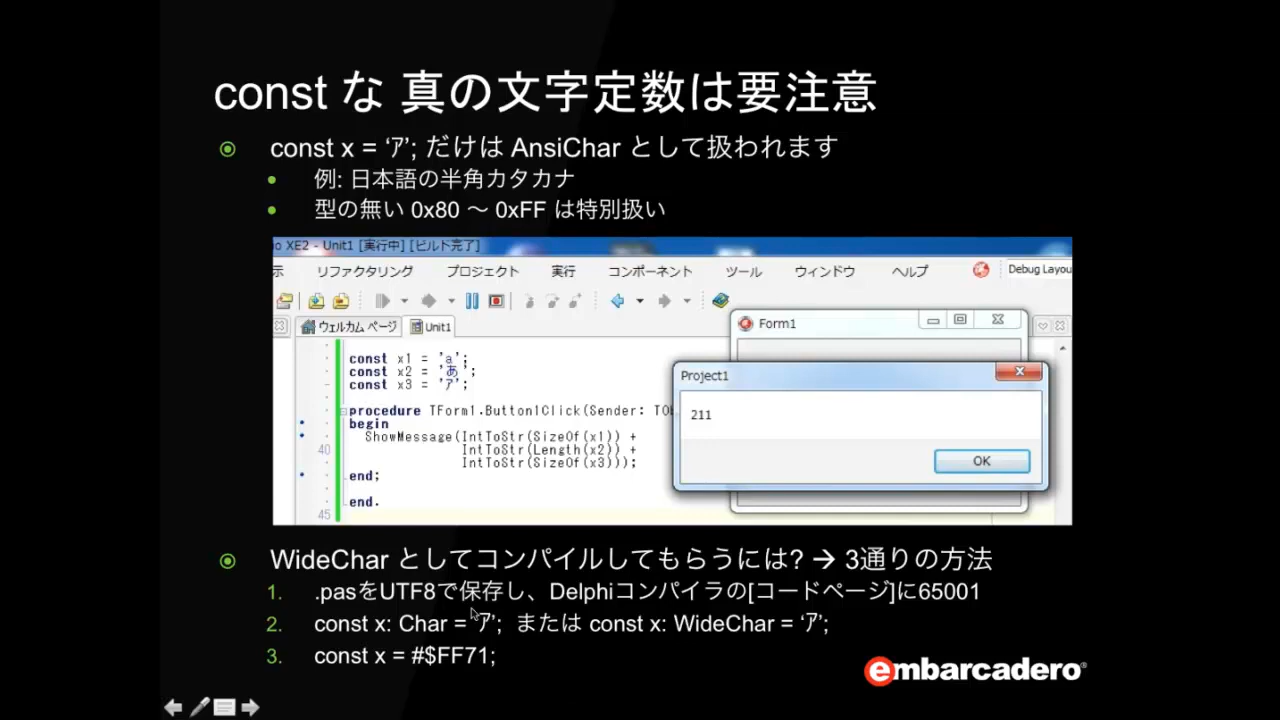 const な 真の文字定数は要注意
const x = ‘ｱ’; だけは AnsiChar として扱われます
例: 日本語の半角カタカナ
型の無い 0x80 ～ 0xFF は特別扱い
io XE2 - Unit1 [実行中] [ビルド完了]
示 リファクタリング プロジェクト 実行 コンポーネント ツール ウィンドウ ヘルプ Debug Layou
Form1
ウェルカム ページ Unit1
const x1 = 'a';
const x2 = 'あ';
const x3 = 'ｱ';
Project1
procedure TForm1.Button1Click(Sender: TOb
211
begin
ShowMessage(IntToStr(SizeOf(x1)) +
40 IntToStr(Length(x2)) +
IntToStr(SizeOf(x3)));
OK
end;
end.
45
WideChar としてコンパイルしてもらうには? → 3通りの方法
1. .pasをUTF8で保存し、Delphiコンパイラの[コードページ]に65001
2. const x: Char = ‘ｱ’; または const x: WideChar = ‘ｱ’;
3. const x = #$FF71;
embarcadero®